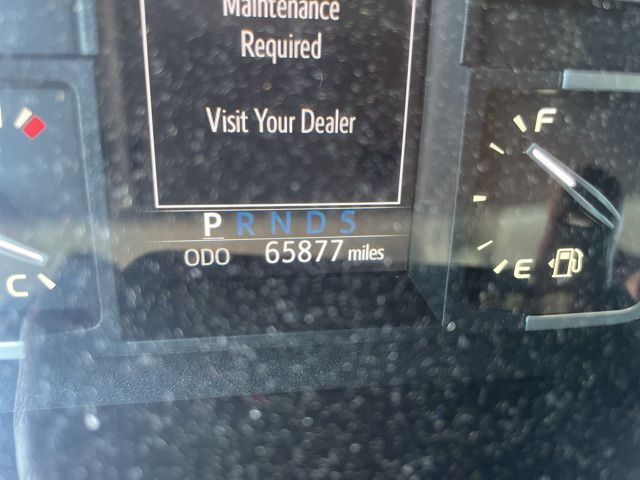 Maintenance
Required
Visit Your Dealer
F
P R N D S
ODO 65877 miles
C
E